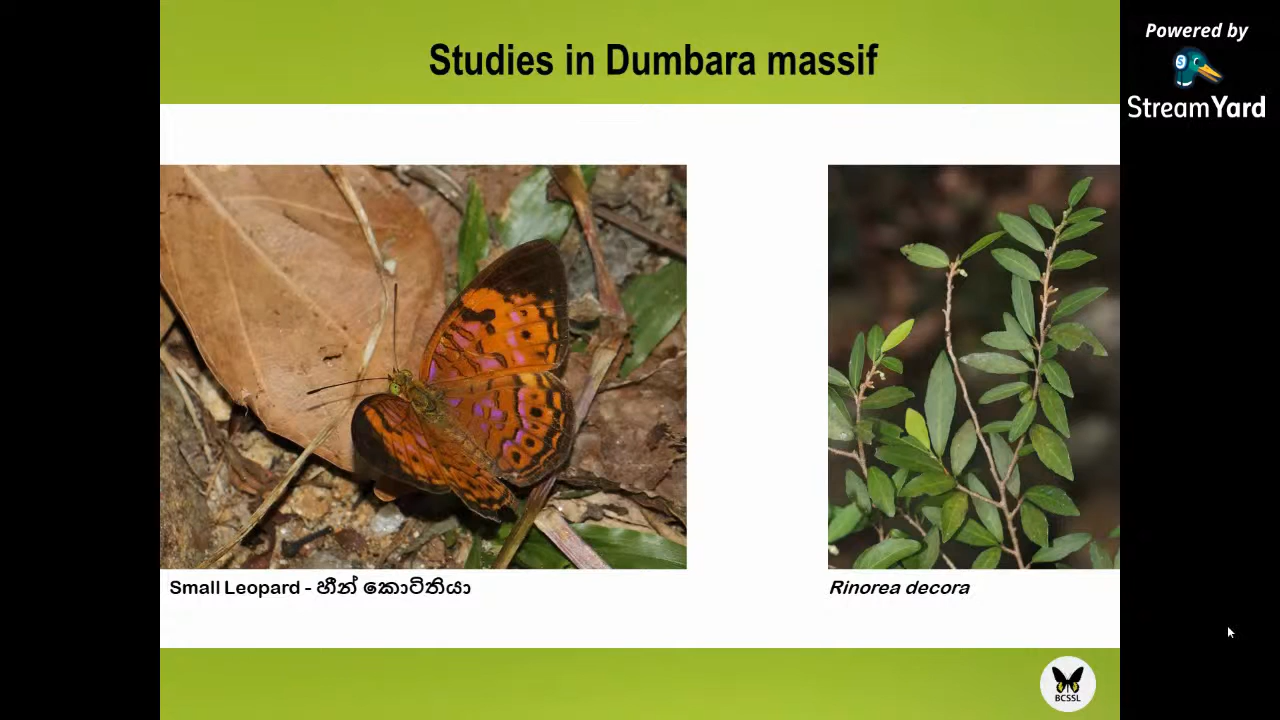 Studies in Dumbara massif
Powered by
StreamYard
Small Leopard - හීන් කොටිතියා
Rinorea decora
BCSSL